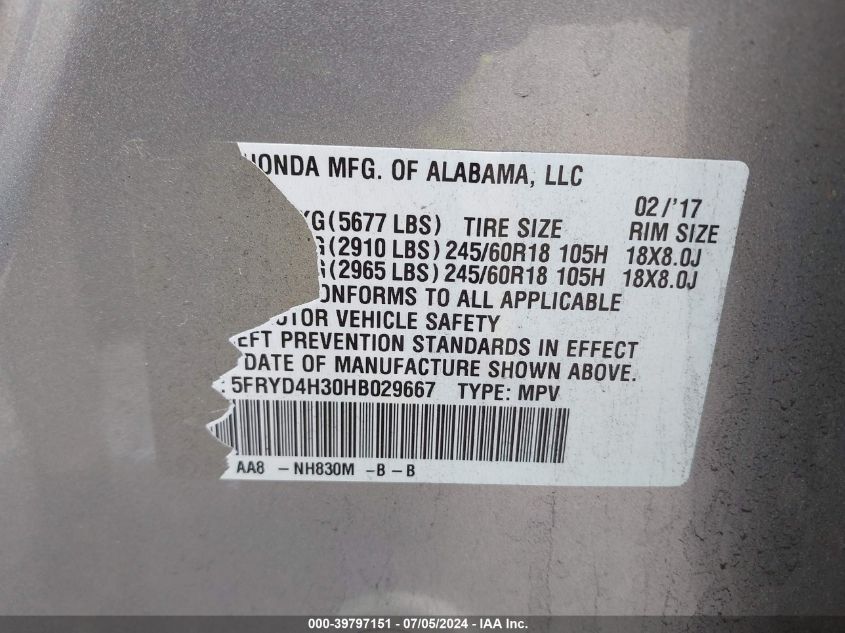 HONDA MFG. OF ALABAMA, LLC
02/'17
(5677 LBS) TIRE SIZE RIM SIZE
(2910 LBS) 245/60R18 105H 18X8.0J
(2965 LBS) 245/60R18 105H 18X8.0J
ONFORMS TO ALL APPLICABLE
OTOR VEHICLE SAFETY
EFT PREVENTION STANDARDS IN EFFECT
DATE OF MANUFACTURE SHOWN ABOVE.
: 5FRYD4H30HB029667 TYPE: MPV
AA8 - NH830M - B - B
000-39797151 / 07/05/2024 - IAA Inc.